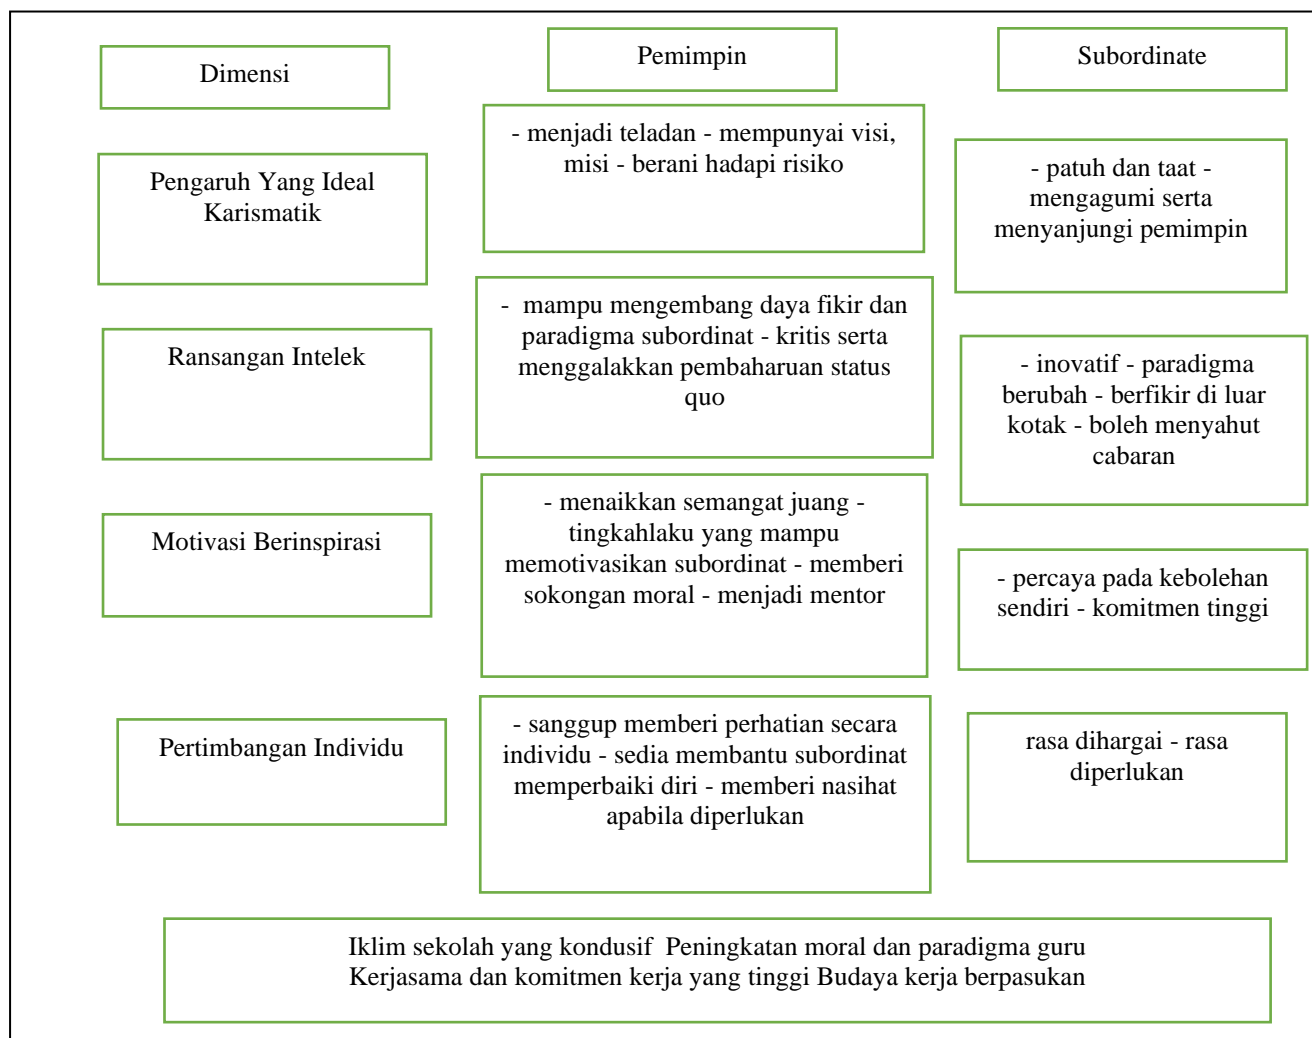 Dimensi
Pemimpin
Subordinate
Pengaruh Yang Ideal
Karismatik
- menjadi teladan - mempunyai visi,
misi - berani hadapi risiko
- patuh dan taat -
mengagumi serta
menyanjungi pemimpin
Ransangan Intelek
- mampu mengembang daya fikir dan
paradigma subordinat - kritis serta
menggalakkan pembaharuan status
quo
- inovatif - paradigma
berubah - berfikir di luar
kotak - boleh menyahut
cabaran
Motivasi Berinspirasi
- menaikkan semangat juang -
tingkahlaku yang mampu
memotivasikan subordinat - memberi
sokongan moral - menjadi mentor
- percaya pada kebolehan
sendiri - komitmen tinggi
Pertimbangan Individu
- sanggup memberi perhatian secara
individu - sedia membantu subordinat
memperbaiki diri - memberi nasihat
apabila diperlukan
rasa dihargai - rasa
diperlukan
Iklim sekolah yang kondusif  Peningkatan moral dan paradigma guru
Kerjasama dan komitmen kerja yang tinggi Budaya kerja berpasukan